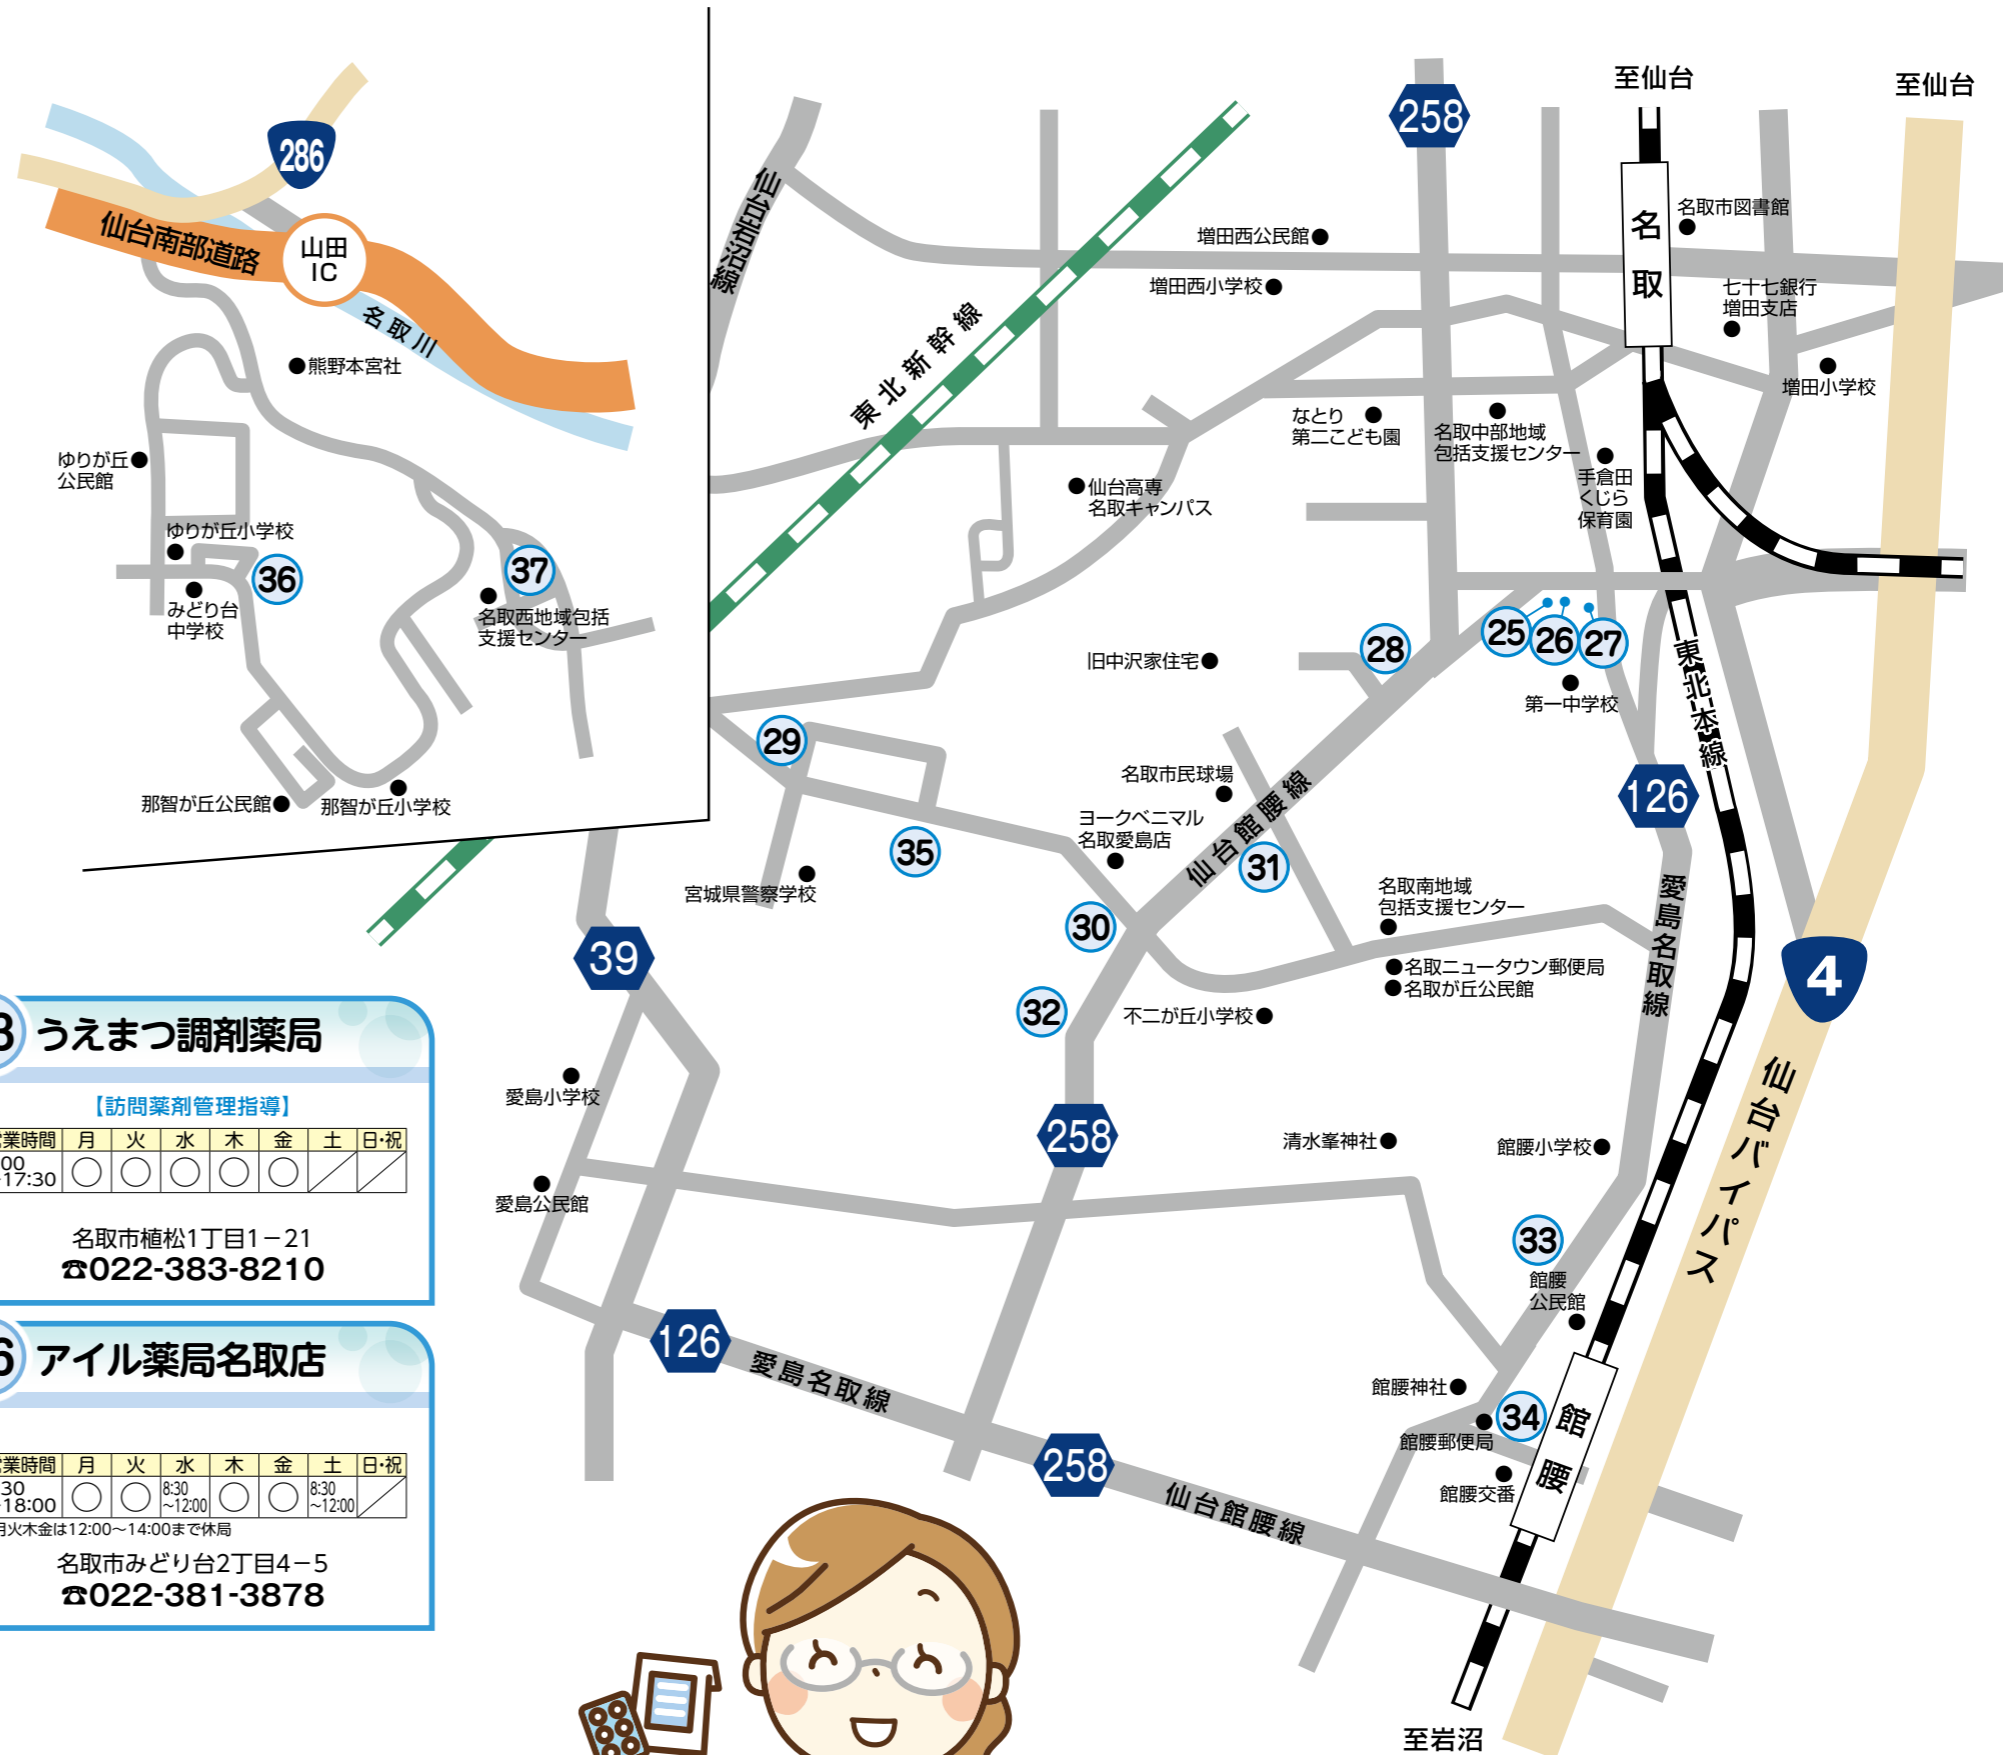 286
仙台南部道路
山田
IC
名取川
熊野本宮社
ゆりが丘
公民館
ゆりが丘小学校
36
みどり台
中学校
37
名取西地域包括
支援センター
那智が丘公民館
那智が丘小学校
至仙台
至仙台
258
仙台岩沼線
東北新幹線
名取
名取市図書館
増田西公民館
増田西小学校
七十七銀行
増田支店
増田小学校
なとり
第二こども園
名取中部地域
包括支援センター
手倉田
くじら
保育園
仙台高専
名取キャンパス
25
26
27
28
旧中沢家住宅
第一中学校
東北本線
29
名取市民球場
ヨークベニマル
名取愛島店
仙台館腰線
126
31
35
宮城県警察学校
30
名取南地域
包括支援センター
愛島名取線
39
名取ニュータウン郵便局
名取が丘公民館
4
32
不二が丘小学校
仙台バイパス
愛島小学校
258
清水峯神社
館腰小学校
愛島公民館
33
館腰
公民館
126
愛島名取線
館腰神社
34
館腰
館腰郵便局
258
館腰交番
仙台館腰線
至岩沼
うえまつ調剤薬局
【訪問薬剤管理指導】
業時間 月 火 水 木 金 土 日・祝
00
17:30 ○ ○ ○ ○ ○ ／ ／
名取市植松1丁目1−21
☎022-383-8210
アイル薬局名取店
業時間 月 火 水 木 金 土 日・祝
30
18:00 ○ ○ 8:30～12:00 ○ ○ 8:30～12:00 ／
月火木金は12:00～14:00まで休局
名取市みどり台2丁目4−5
☎022-381-3878